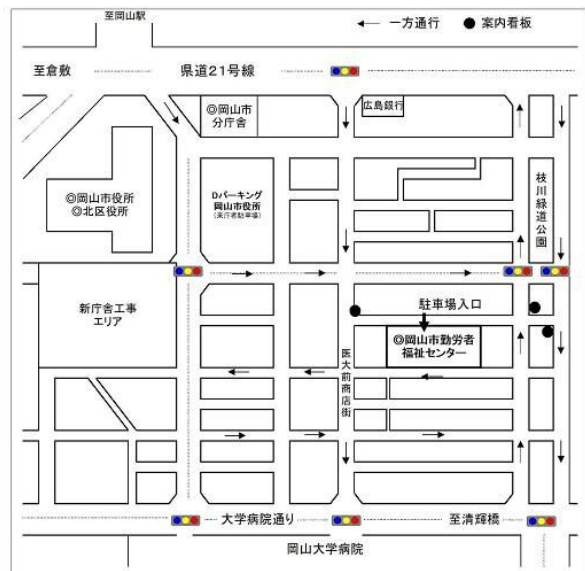 至岡山駅
一方通行
案内看板
至倉敷
県道21号線
◎岡山市
分庁舎
広島銀行
◎岡山市役所
◎北区役所
Dパーキング
岡山市役所
(来庁者駐車場)
枝川緑道公園
新庁舎工事
エリア
駐車場入口
◎岡山市勤労者
福祉センター
医大前商店街
大学病院通り
至清輝橋
岡山大学病院